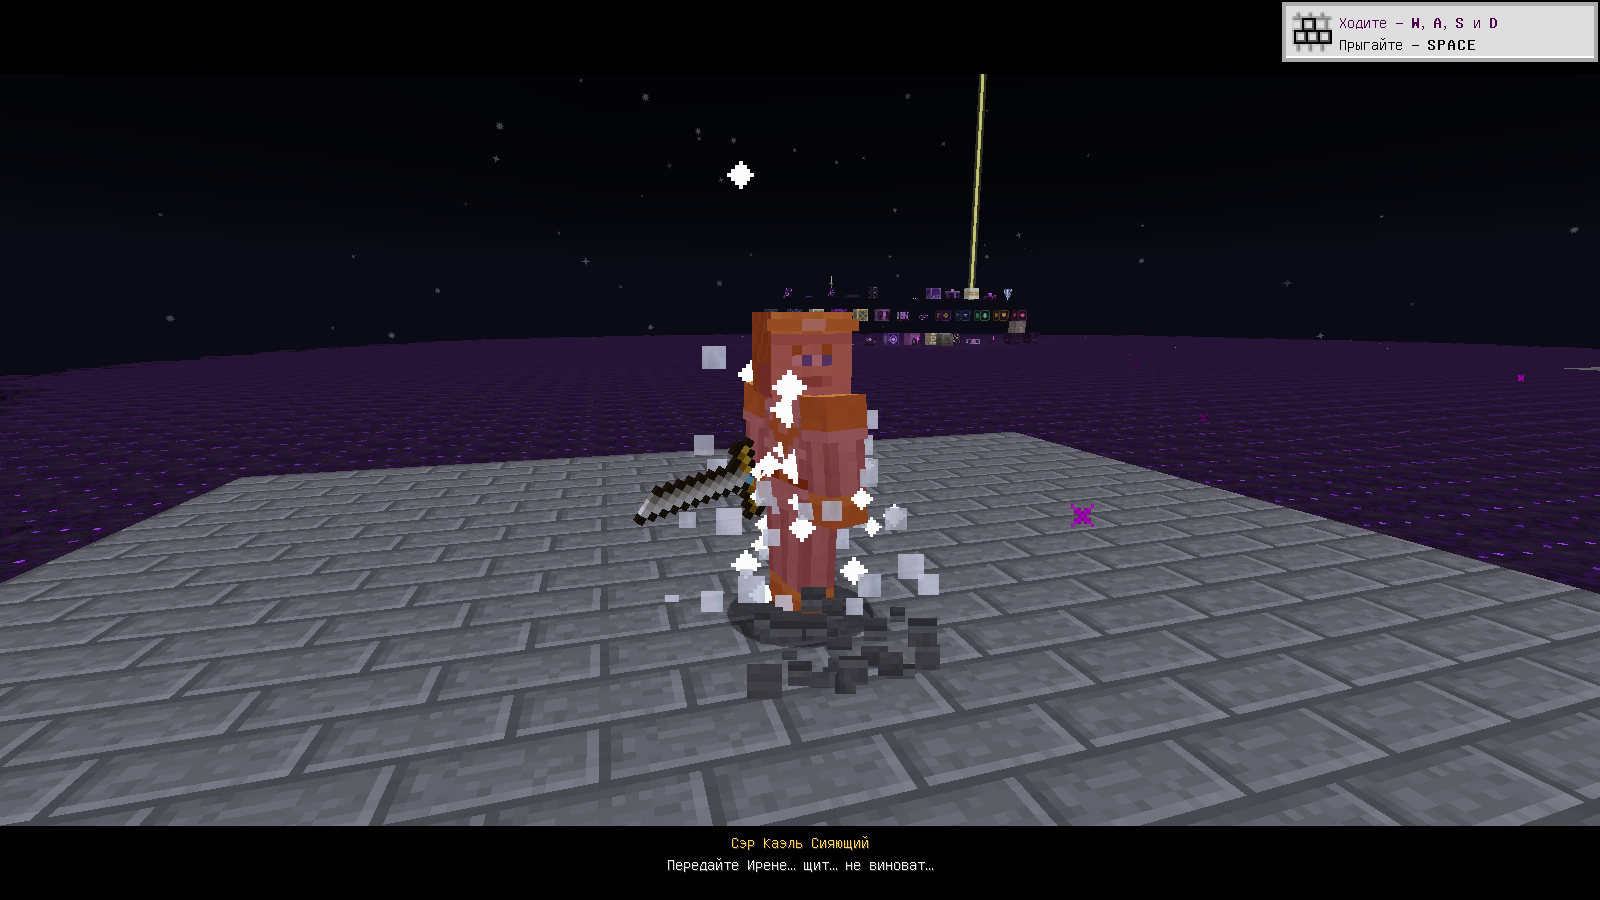 Ходите – W, A, S и D
Прыгайте – SPACE
Сэр Каэль Сияющий
Передайте Ирене… щит… не виноват…